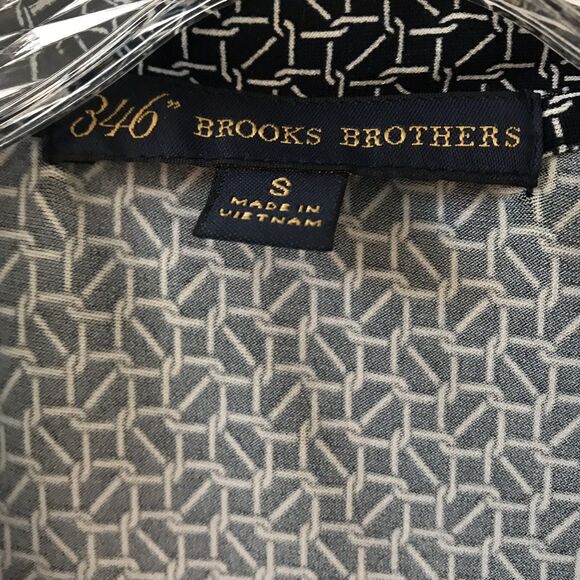 346" BROOKS BROTHERS
S
MADE IN
VIETNAM